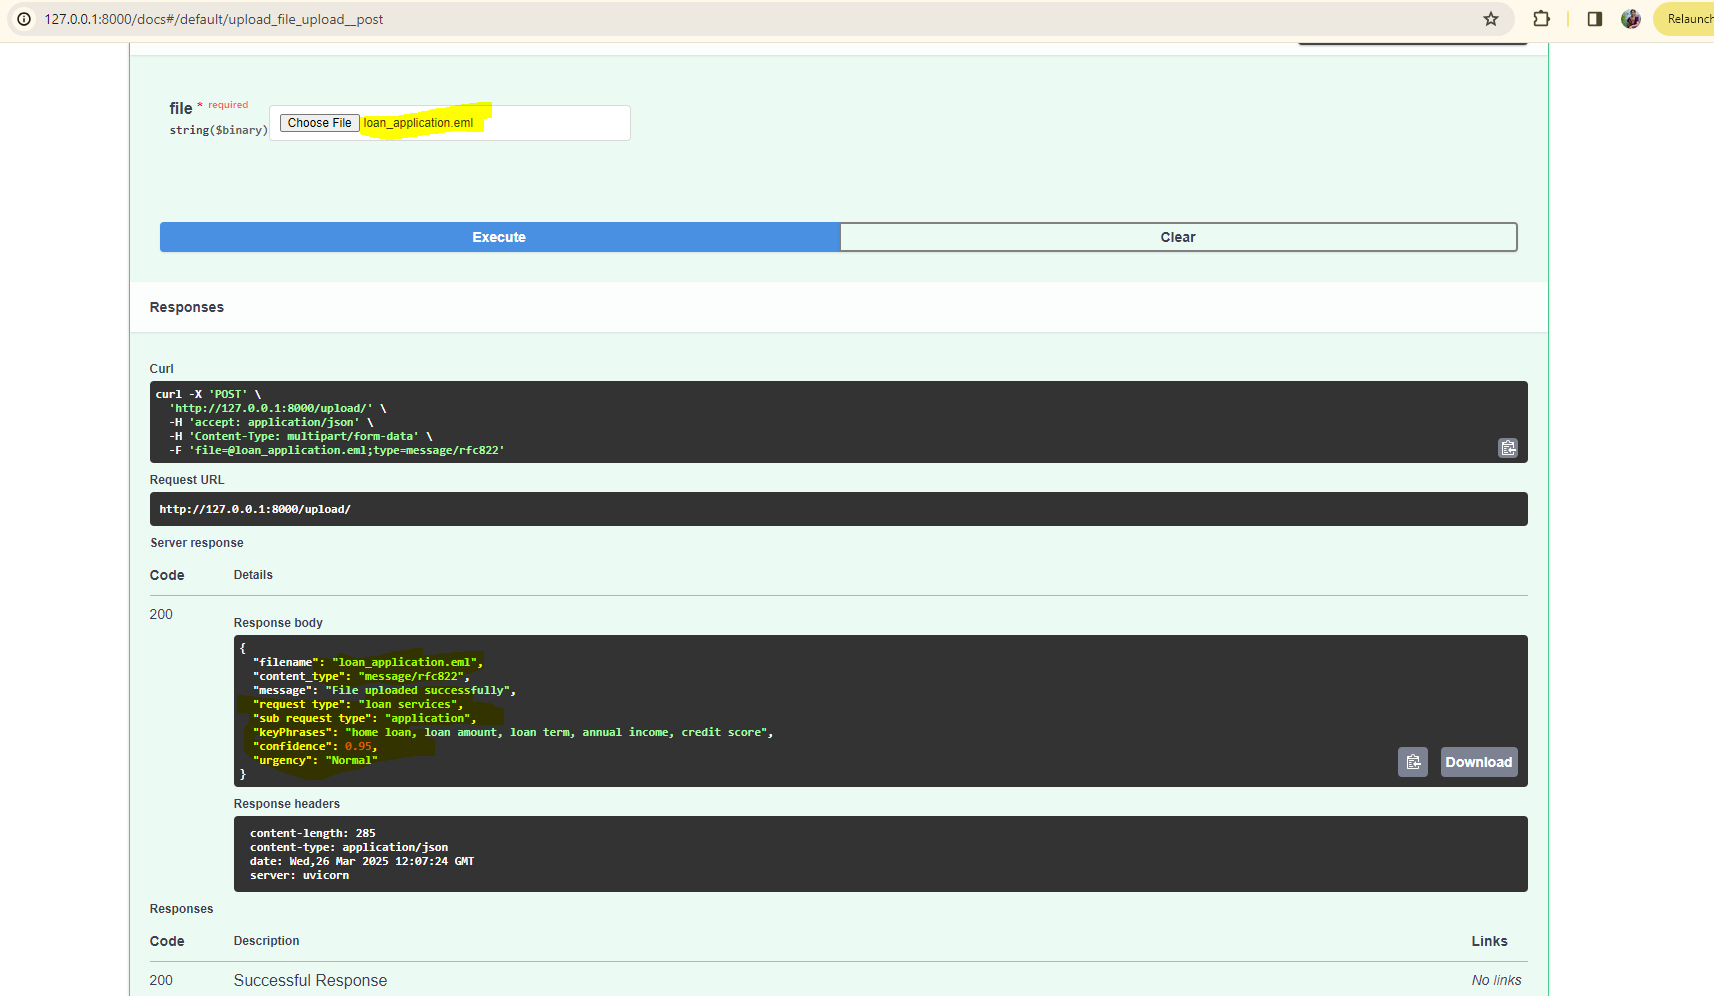 127.0.0.1:8000/docs#/default/upload_file_upload__post
Relaunch
file * required
string($binary)
Choose File loan_application.eml
Execute
Clear
Responses
Curl
curl -X 'POST' \
  'http://127.0.0.1:8000/upload/' \
  -H 'accept: application/json' \
  -H 'Content-Type: multipart/form-data' \
  -F 'file=@loan_application.eml;type=message/rfc822'
Request URL
http://127.0.0.1:8000/upload/
Server response
Code Details
200
Response body
{
  "filename": "loan_application.eml",
  "content_type": "message/rfc822",
  "message": "File uploaded successfully",
  "request type": "loan services",
  "sub request type": "application",
  "keyPhrases": "home loan, loan amount, loan term, annual income, credit score",
  "confidence": 0.95,
  "urgency": "Normal"
}
Download
Response headers
content-length: 285
content-type: application/json
date: Wed,26 Mar 2025 12:07:24 GMT
server: uvicorn
Responses
Code Description Links
200 Successful Response No links